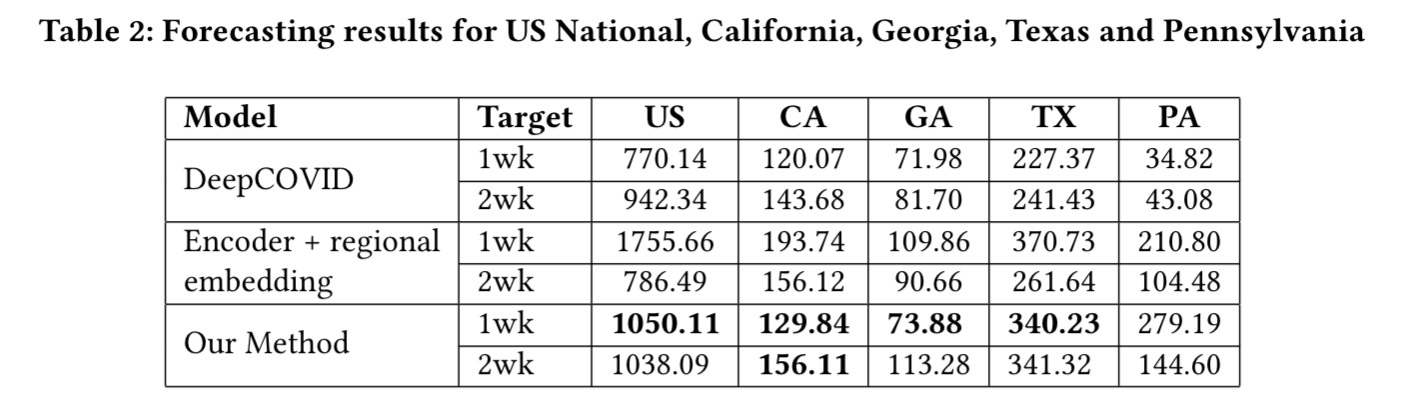 Table 2: Forecasting results for US National, California, Georgia, Texas and Pennsylvania
Model Target US CA GA TX PA
DeepCOVID 1wk 770.14 120.07 71.98 227.37 34.82
2wk 942.34 143.68 81.70 241.43 43.08
Encoder + regional 1wk 1755.66 193.74 109.86 370.73 210.80
embedding 2wk 786.49 156.12 90.66 261.64 104.48
Our Method 1wk 1050.11 129.84 73.88 340.23 279.19
2wk 1038.09 156.11 113.28 341.32 144.60